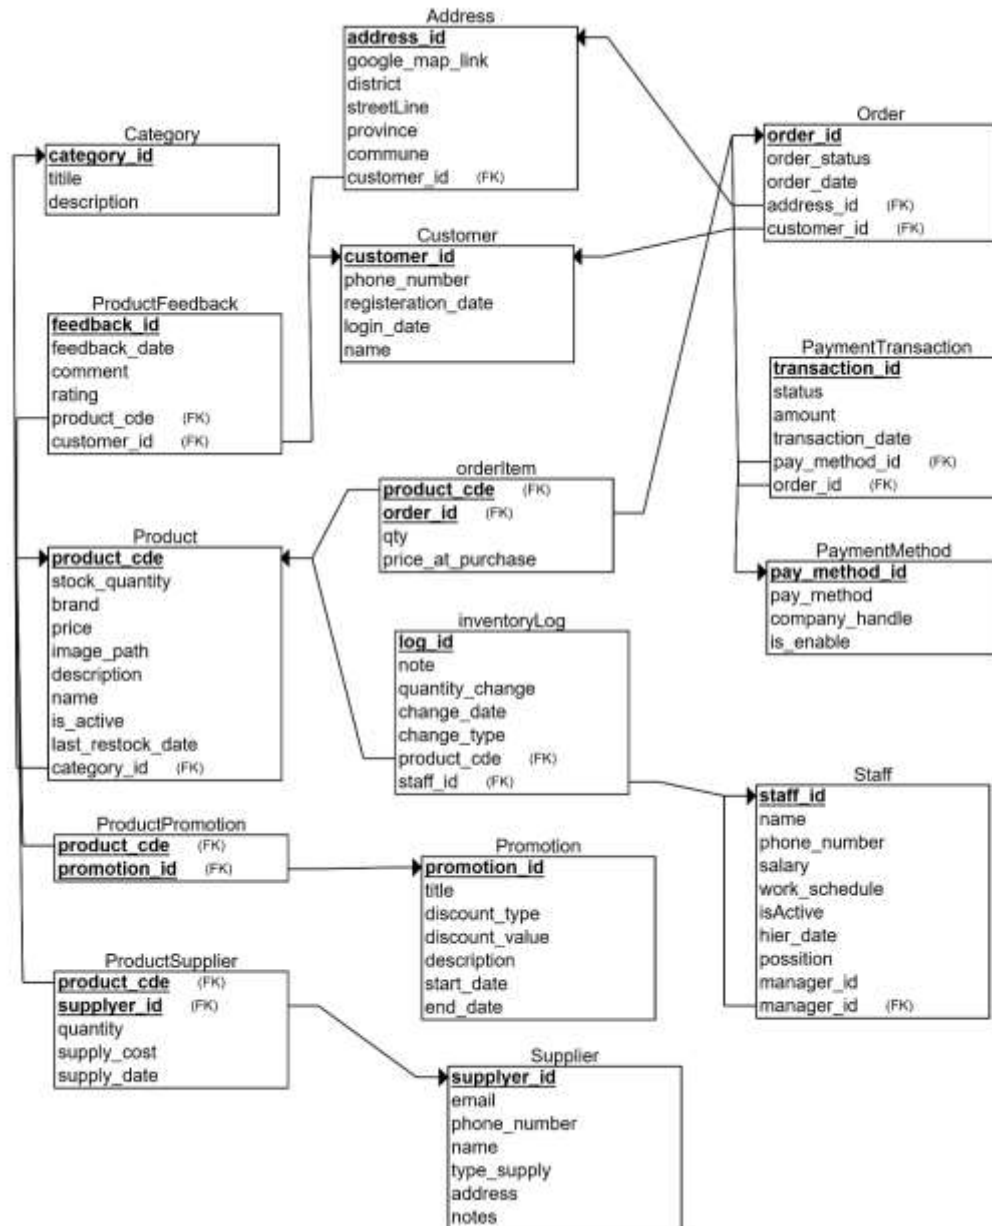 Address
address_id
google_map_link
district
streetLine
province
commune
customer_id (FK)
Category
category_id
titile
description
Order
order_id
order_status
order_date
address_id (FK)
customer_id (FK)
Customer
customer_id
phone_number
registeration_date
login_date
name
ProductFeedback
feedback_id
feedback_date
comment
rating
product_cde (FK)
customer_id (FK)
PaymentTransaction
transaction_id
status
amount
transaction_date
pay_method_id (FK)
order_id (FK)
orderItem
product_cde (FK)
order_id (FK)
qty
price_at_purchase
Product
product_cde
stock_quantity
brand
price
image_path
description
name
is_active
last_restock_date
category_id (FK)
PaymentMethod
pay_method_id
pay_method
company_handle
is_enable
inventoryLog
log_id
note
quantity_change
change_date
change_type
product_cde (FK)
staff_id (FK)
Staff
staff_id
name
phone_number
salary
work_schedule
isActive
hier_date
possition
manager_id
manager_id (FK)
ProductPromotion
product_cde (FK)
promotion_id (FK)
Promotion
promotion_id
title
discount_type
discount_value
description
start_date
end_date
ProductSupplier
product_cde (FK)
supplyer_id (FK)
quantity
supply_cost
supply_date
Supplier
supplyer_id
email
phone_number
name
type_supply
address
notes